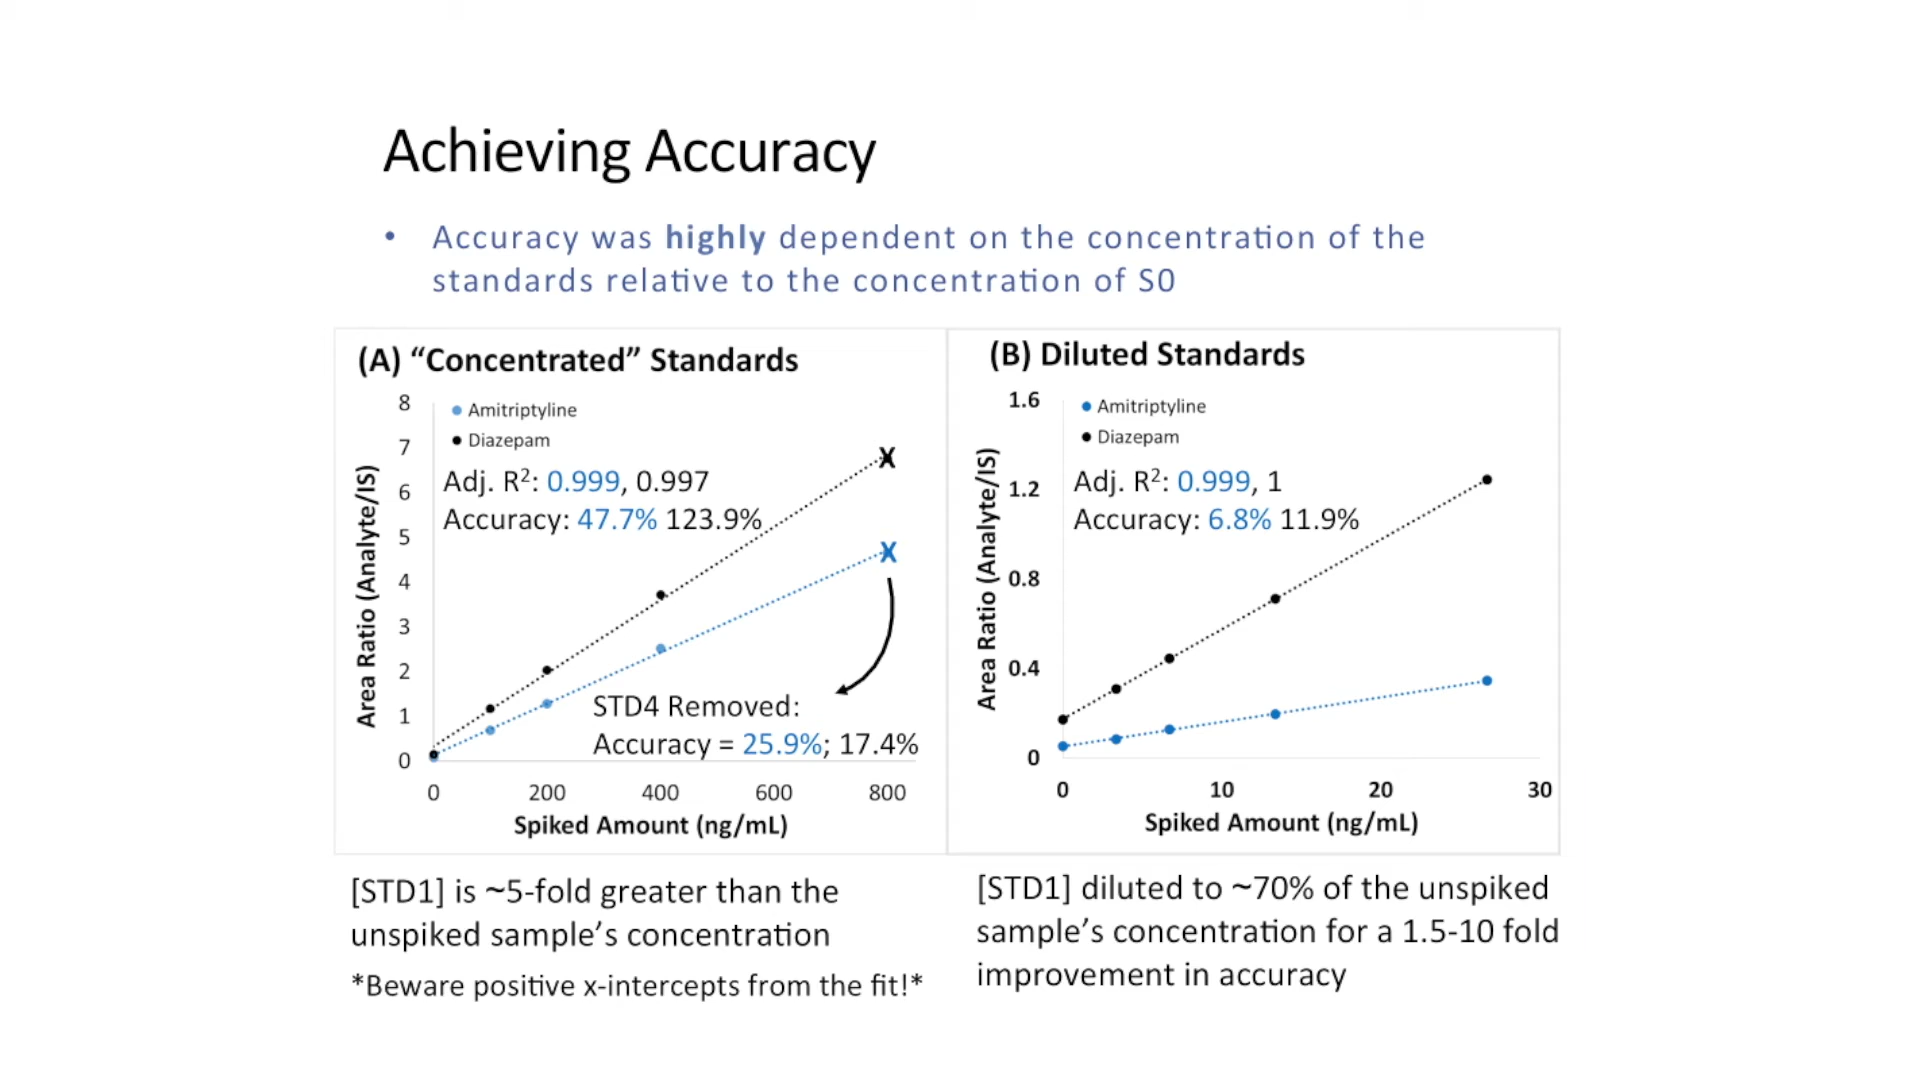 Achieving Accuracy
• Accuracy was highly dependent on the concentration of the
standards relative to the concentration of S0
(A) “Concentrated” Standards
Amitriptyline
Diazepam
Adj. R²: 0.999, 0.997
Accuracy: 47.7% 123.9%
X
X
STD4 Removed:
Accuracy = 25.9%; 17.4%
Area Ratio (Analyte/IS)
8
7
6
5
4
3
2
1
0
0 200 400 600 800
Spiked Amount (ng/mL)
(B) Diluted Standards
Amitriptyline
Diazepam
Adj. R²: 0.999, 1
Accuracy: 6.8% 11.9%
Area Ratio (Analyte/IS)
1.6
1.2
0.8
0.4
0
0 10 20 30
Spiked Amount (ng/mL)
[STD1] is ~5-fold greater than the
unspiked sample’s concentration
*Beware positive x-intercepts from the fit!*
[STD1] diluted to ~70% of the unspiked
sample’s concentration for a 1.5-10 fold
improvement in accuracy